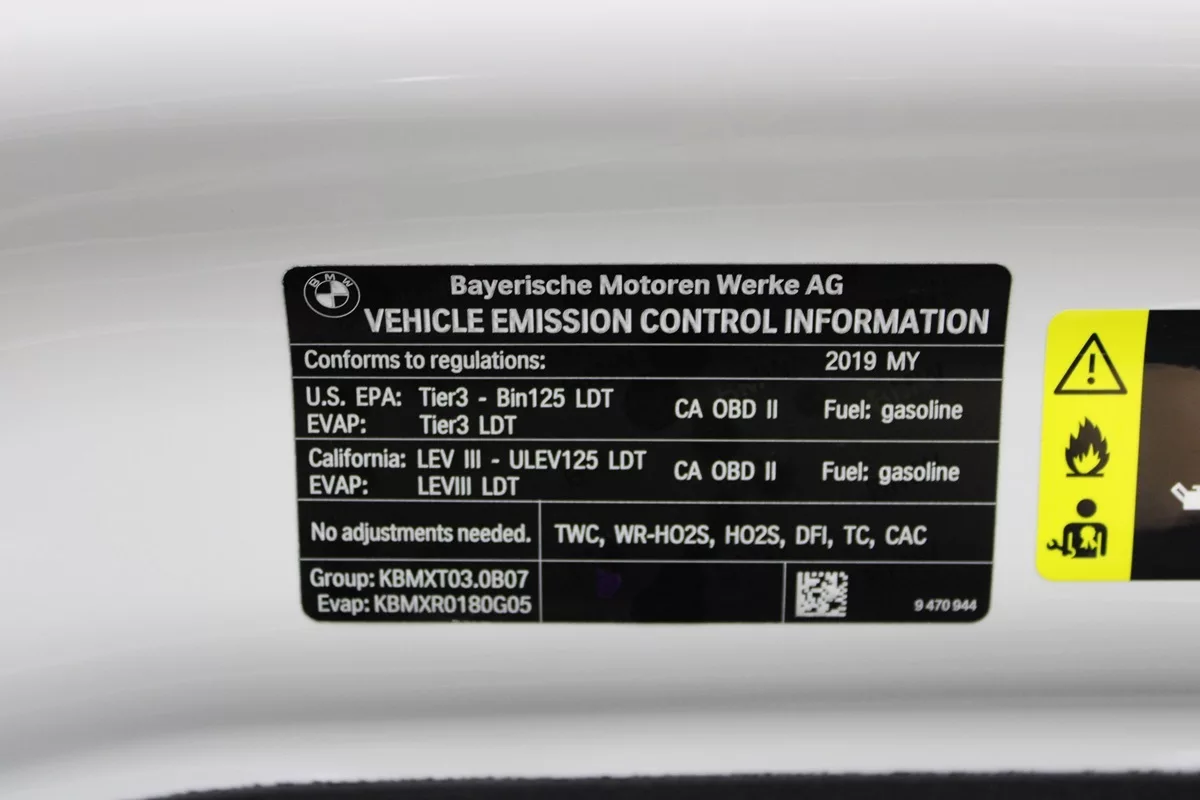 BMW
Bayerische Motoren Werke AG
VEHICLE EMISSION CONTROL INFORMATION
Conforms to regulations: 2019 MY
U.S. EPA: Tier3 - Bin125 LDT
EVAP: Tier3 LDT
CA OBD II Fuel: gasoline
California: LEV III - ULEV125 LDT
EVAP: LEVIII LDT
CA OBD II Fuel: gasoline
No adjustments needed. TWC, WR-HO2S, HO2S, DFI, TC, CAC
Group: KBMXT03.0B07
Evap: KBMXR0180G05
9 470 944